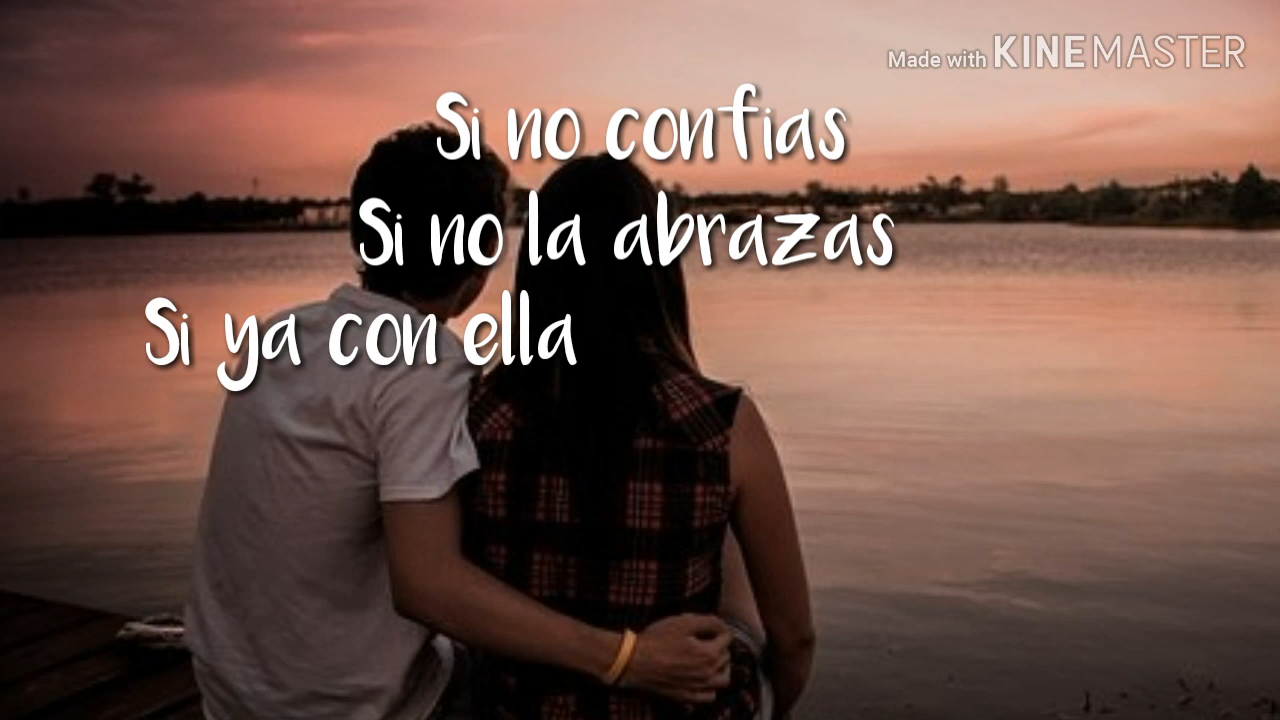 Made with KINEMASTER
Si no confias
Si no la abrazas
Si ya con ella